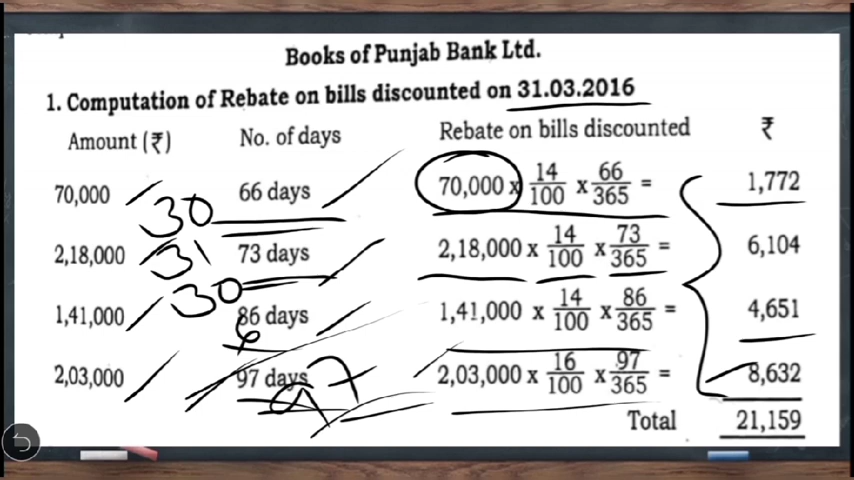 Books of Punjab Bank Ltd.
1. Computation of Rebate on bills discounted on 31.03.2016
Amount (₹) No. of days Rebate on bills discounted ₹
70,000 66 days 70,000 x 14/100 x 66/365 = 1,772
30
2,18,000 73 days 2,18,000 x 14/100 x 73/365 = 6,104
31
30
1,41,000 86 days 1,41,000 x 14/100 x 86/365 = 4,651
6
2,03,000 97 days 2,03,000 x 16/100 x 97/365 = 8,632
97
Total 21,159